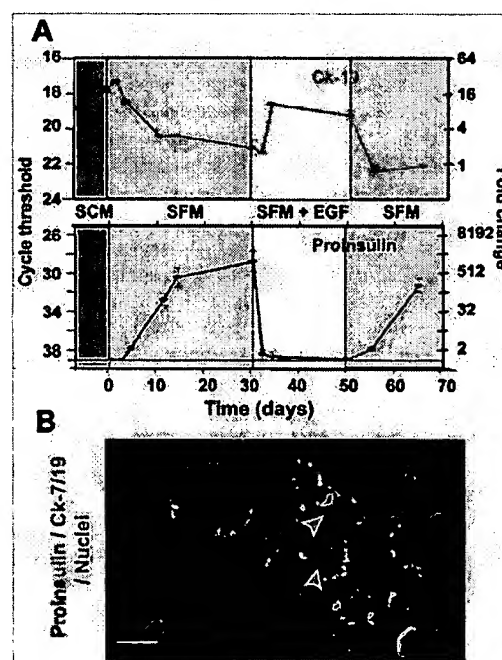 A
16
18
20
22
24
Cycle threshold
Ck-19
64
16
4
1
Fold change
SCM SFM SFM + EGF SFM
26
30
34
38
Proinsulin
8192
512
32
2
0 10 20 30 40 50 60 70
Time (days)
B
Proinsulin / Ck-7/19
/ Nuclei